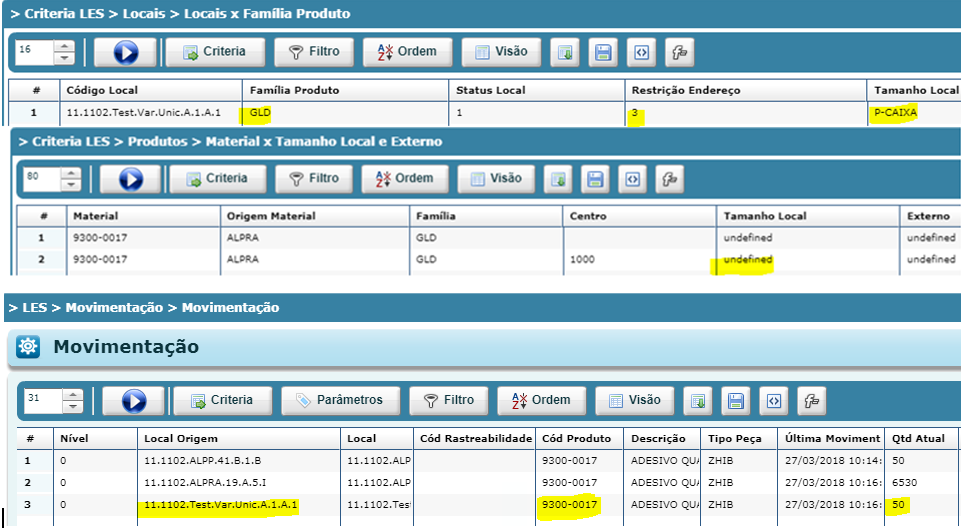 > Criteria LES > Locais > Locais x Família Produto
16 Criteria Filtro Ordem Visão
# Código Local Família Produto Status Local Restrição Endereço Tamanho Local
1 11.1102.Test.Var.Unic.A.1.A.1 GLD 1 3 P-CAIXA
> Criteria LES > Produtos > Material x Tamanho Local e Externo
80 Criteria Filtro Ordem Visão
# Material Origem Material Família Centro Tamanho Local Externo
1 9300-0017 ALPRA GLD undefined undefined
2 9300-0017 ALPRA GLD 1000 undefined undefined
> LES > Movimentação > Movimentação
Movimentação
31 Criteria Parâmetros Filtro Ordem Visão
# Nível Local Origem Local Cód Rastreabilidade Cód Produto Descrição Tipo Peça Última Moviment Qtd Atual
1 0 11.1102.ALPP.41.B.1.B 11.1102.ALP 9300-0017 ADESIVO QUA ZHIB 27/03/2018 10:14: 50
2 0 11.1102.ALPRA.19.A.5.I 11.1102.ALP 9300-0017 ADESIVO QUA ZHIB 27/03/2018 10:16: 6530
3 0 11.1102.Test.Var.Unic.A.1.A.1 11.1102.Tes 9300-0017 ADESIVO QUA ZHIB 27/03/2018 10:16: 50